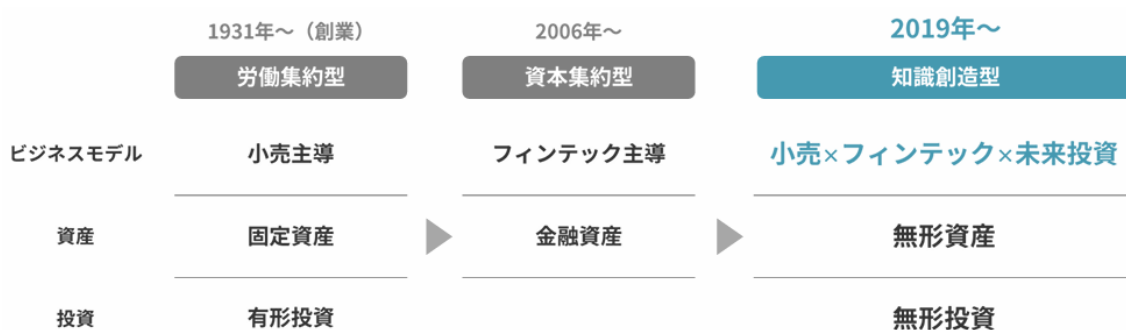 1931年〜（創業） 2006年〜 2019年〜
労働集約型 資本集約型 知識創造型
ビジネスモデル 小売主導 フィンテック主導 小売×フィンテック×未来投資
資産 固定資産 金融資産 無形資産
投資 有形投資 無形投資